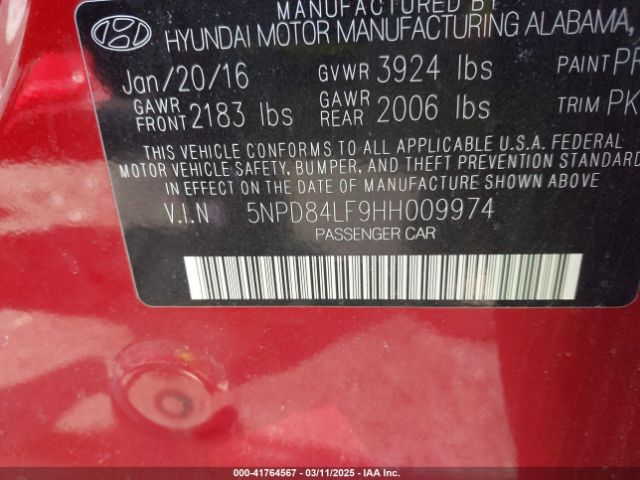 MANUFACTURED BY
HYUNDAI MOTOR MANUFACTURING ALABAMA,
Jan/20/16 GVWR 3924 lbs PAINT PR
GAWR FRONT 2183 lbs GAWR REAR 2006 lbs TRIM PK
THIS VEHICLE CONFORMS TO ALL APPLICABLE U.S.A. FEDERAL
MOTOR VEHICLE SAFETY, BUMPER, AND THEFT PREVENTION STANDARD
IN EFFECT ON THE DATE OF MANUFACTURE SHOWN ABOVE
V.I.N 5NPD84LF9HH009974
PASSENGER CAR
000-41764567 - 03/11/2025 - IAA Inc.